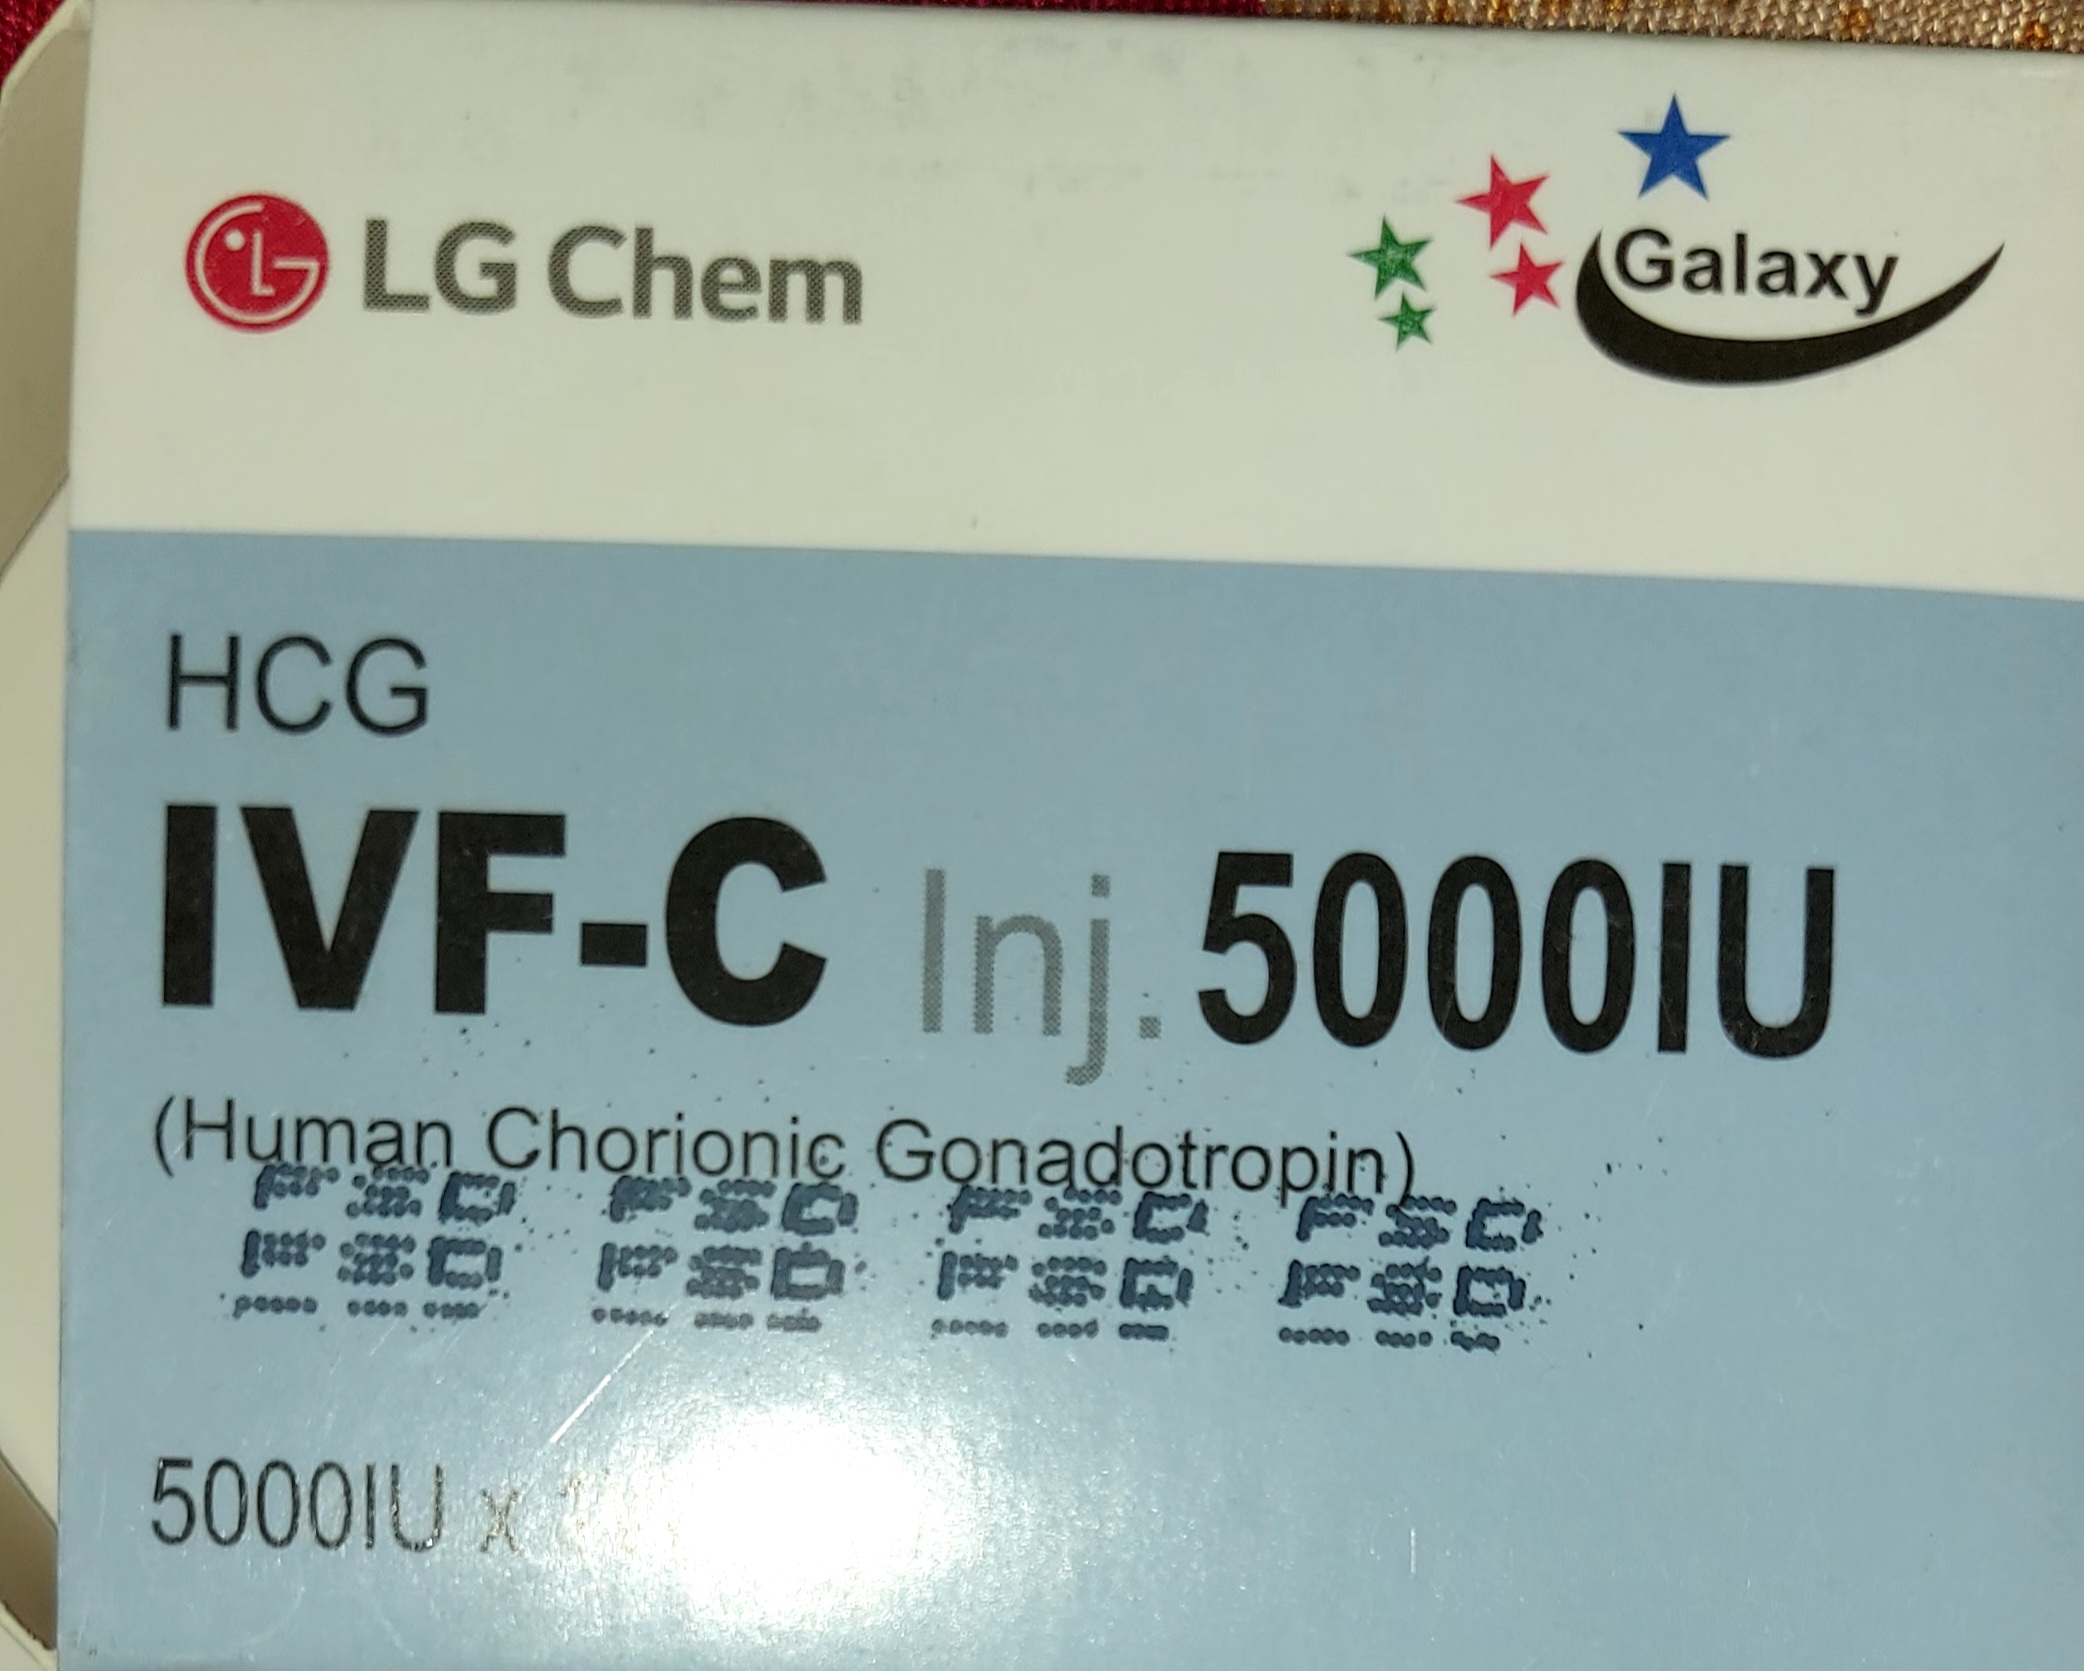 LG Chem
Galaxy
HCG
IVF-C Inj. 5000IU
(Human Chorionic Gonadotropin)
5000IU x